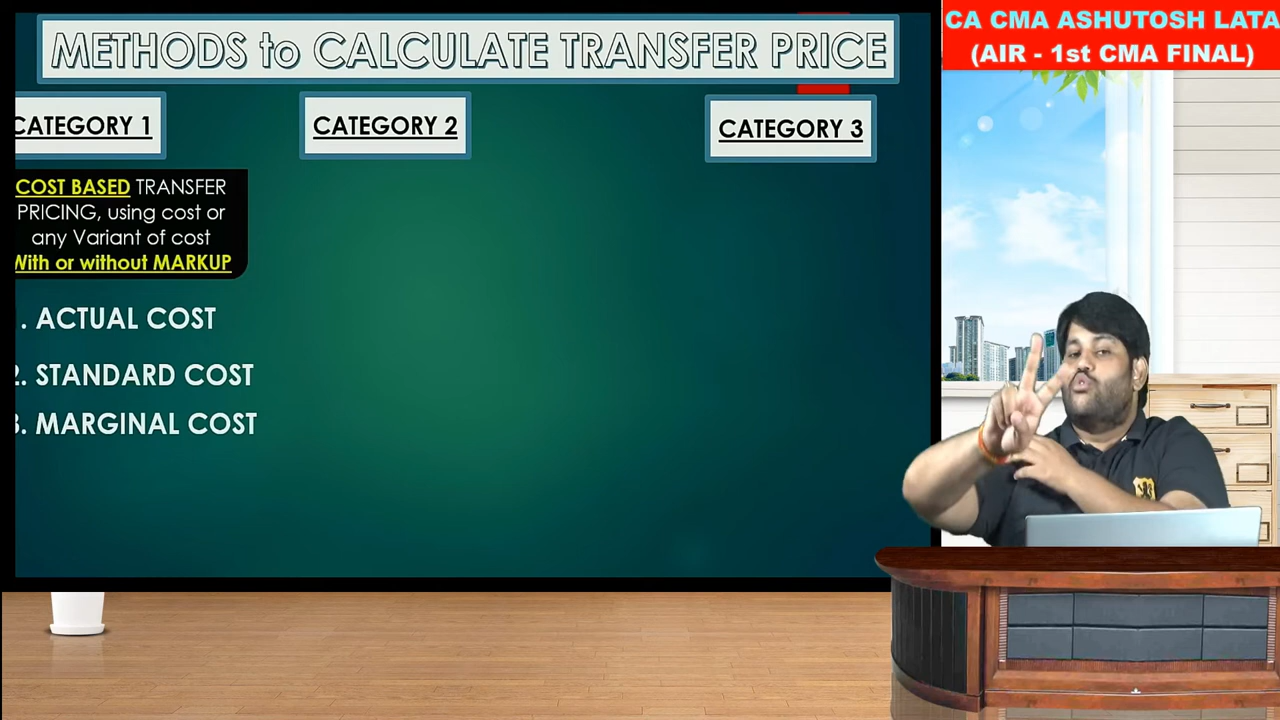 METHODS to CALCULATE TRANSFER PRICE
CA CMA ASHUTOSH LATA
(AIR - 1st CMA FINAL)
CATEGORY 1
CATEGORY 2
CATEGORY 3
COST BASED TRANSFER
PRICING, using cost or
any Variant of cost
With or without MARKUP
. ACTUAL COST
2. STANDARD COST
3. MARGINAL COST